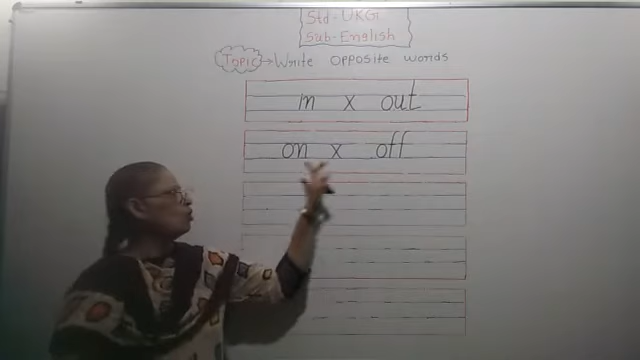 Std-UKG
Sub-English
Topic → Write opposite words
in x out
on x off